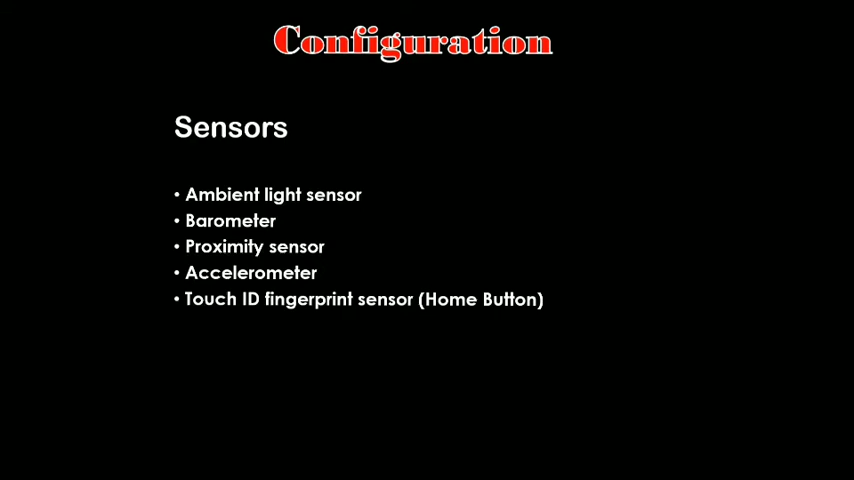 Configuration
Sensors
• Ambient light sensor
• Barometer
• Proximity sensor
• Accelerometer
• Touch ID fingerprint sensor (Home Button)